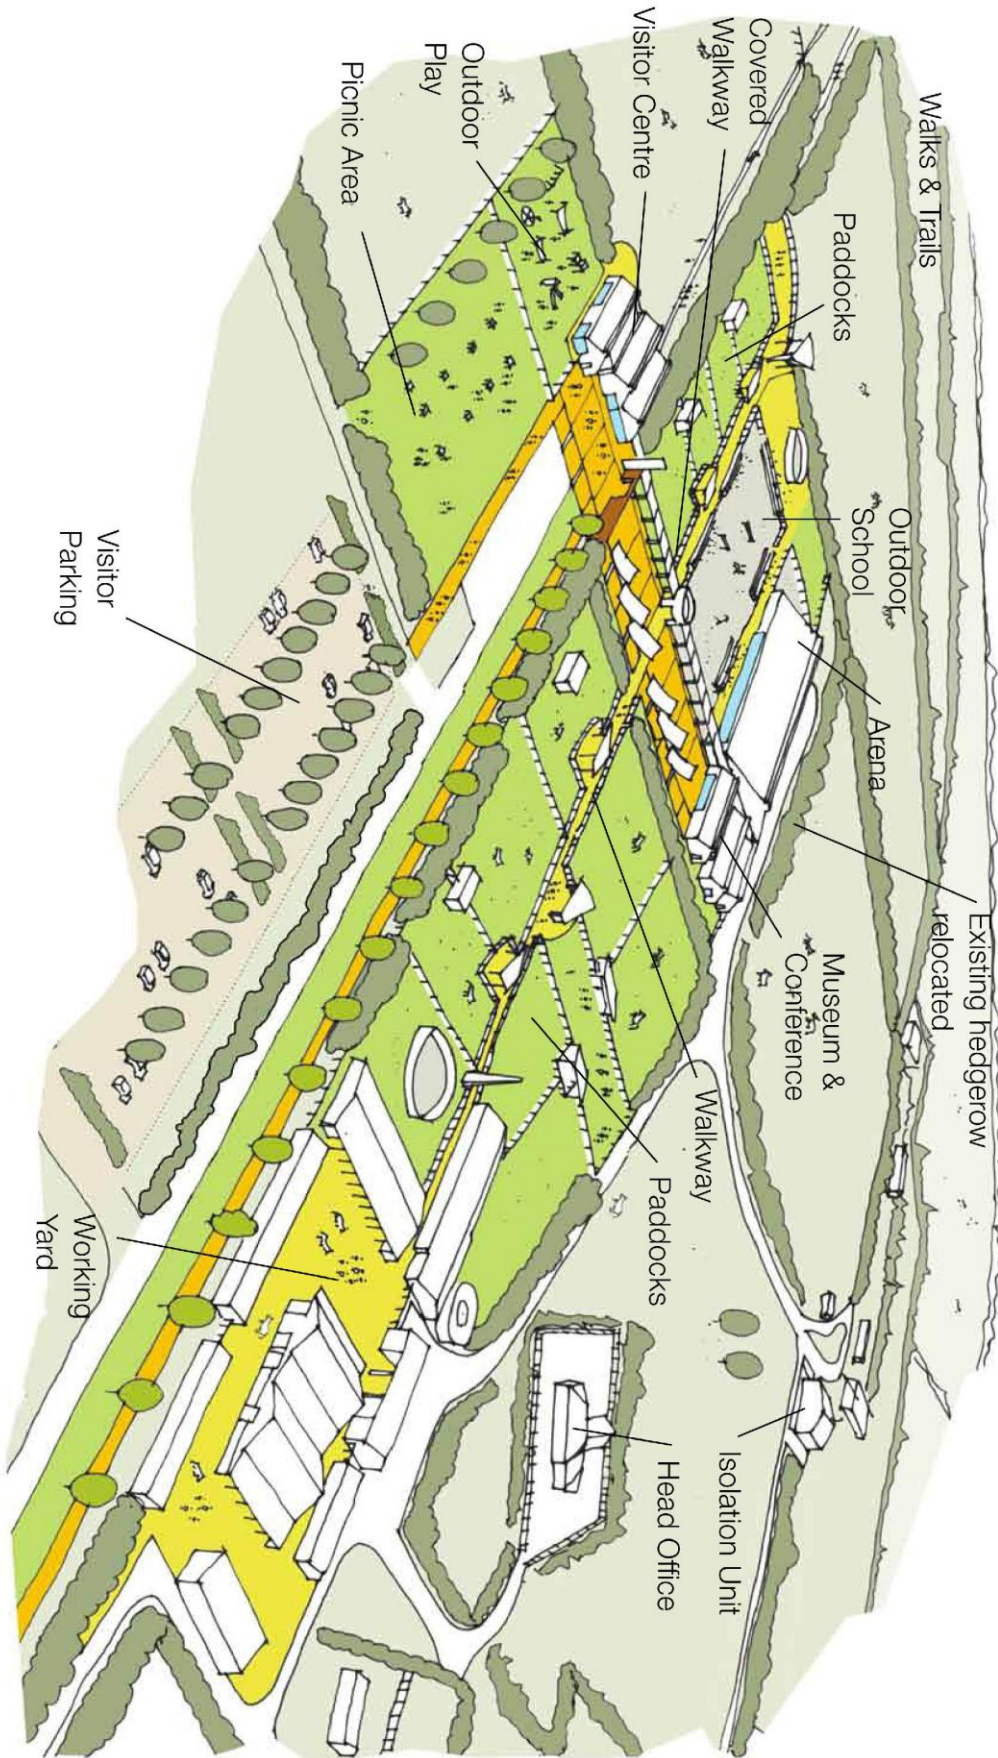 Walks & Trails
Covered
Walkway
Visitor Centre
Outdoor
Play
Picnic Area
Paddocks
Outdoor
School
Arena
Existing hedgerow
relocated
Museum &
Conference
Walkway
Paddocks
Isolation Unit
Head Office
Visitor
Parking
Working
Yard